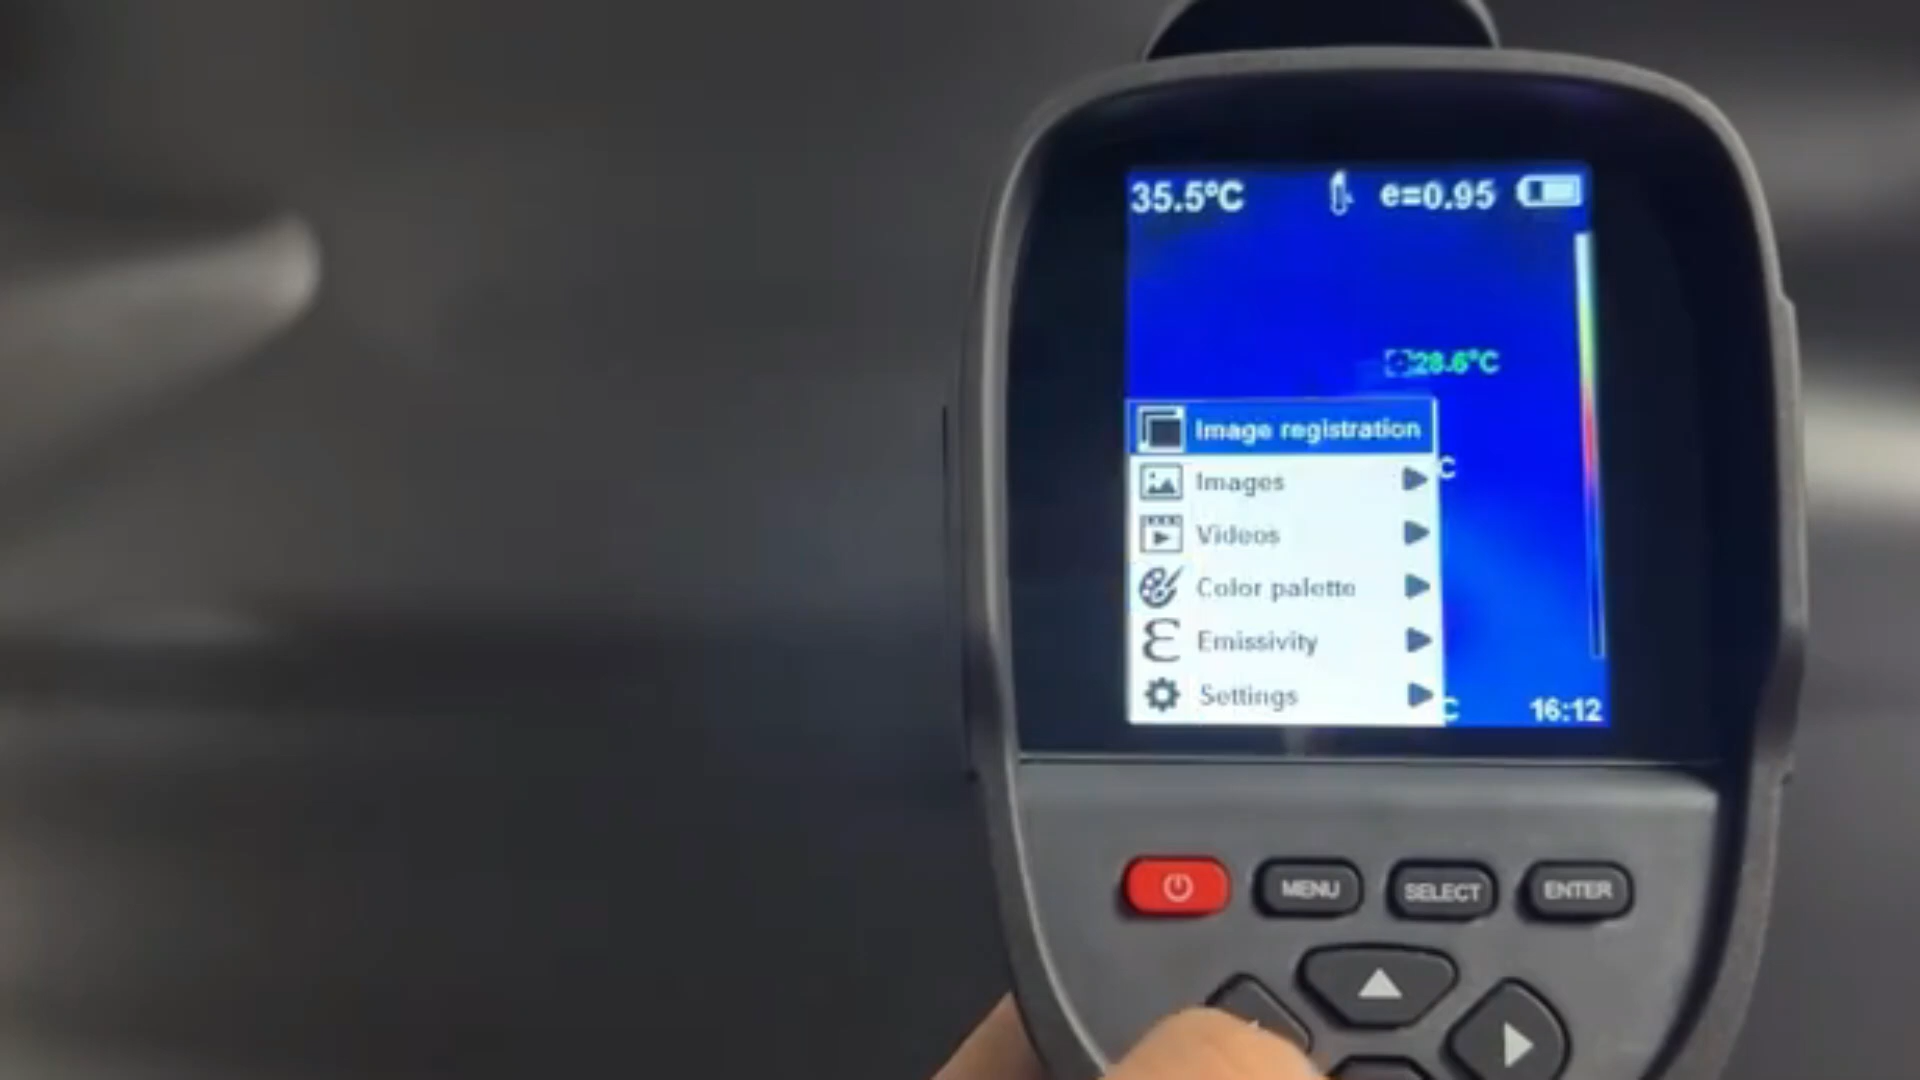 35.5°C e=0.95
28.6°C
Image registration
Images
C
Videos
Color palette
Emissivity
Settings
C 16:12
MENU SELECT ENTER